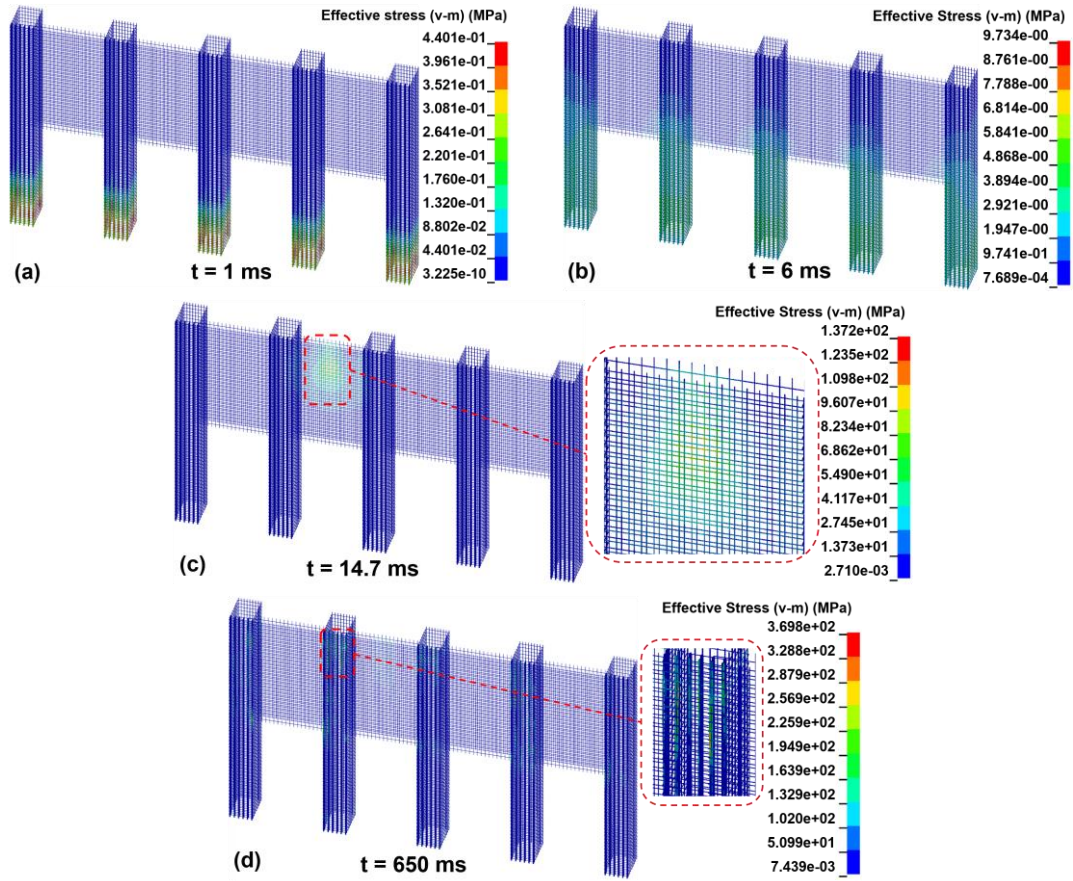 Effective stress (v-m) (MPa)
4.401e-01
3.961e-01
3.521e-01
3.081e-01
2.641e-01
2.201e-01
1.760e-01
1.320e-01
8.802e-02
4.401e-02
3.225e-10
(a)
t = 1 ms
Effective Stress (v-m) (MPa)
9.734e-00
8.761e-00
7.788e-00
6.814e-00
5.841e-00
4.868e-00
3.894e-00
2.921e-00
1.947e-00
9.741e-01
7.689e-04
(b)
t = 6 ms
Effective Stress (v-m) (MPa)
1.372e+02
1.235e+02
1.098e+02
9.607e+01
8.234e+01
6.862e+01
5.490e+01
4.117e+01
2.745e+01
1.373e+01
2.710e-03
(c)
t = 14.7 ms
Effective Stress (v-m) (MPa)
3.698e+02
3.288e+02
2.879e+02
2.569e+02
2.259e+02
1.949e+02
1.639e+02
1.329e+02
1.020e+02
5.099e+01
7.439e-03
(d)
t = 650 ms